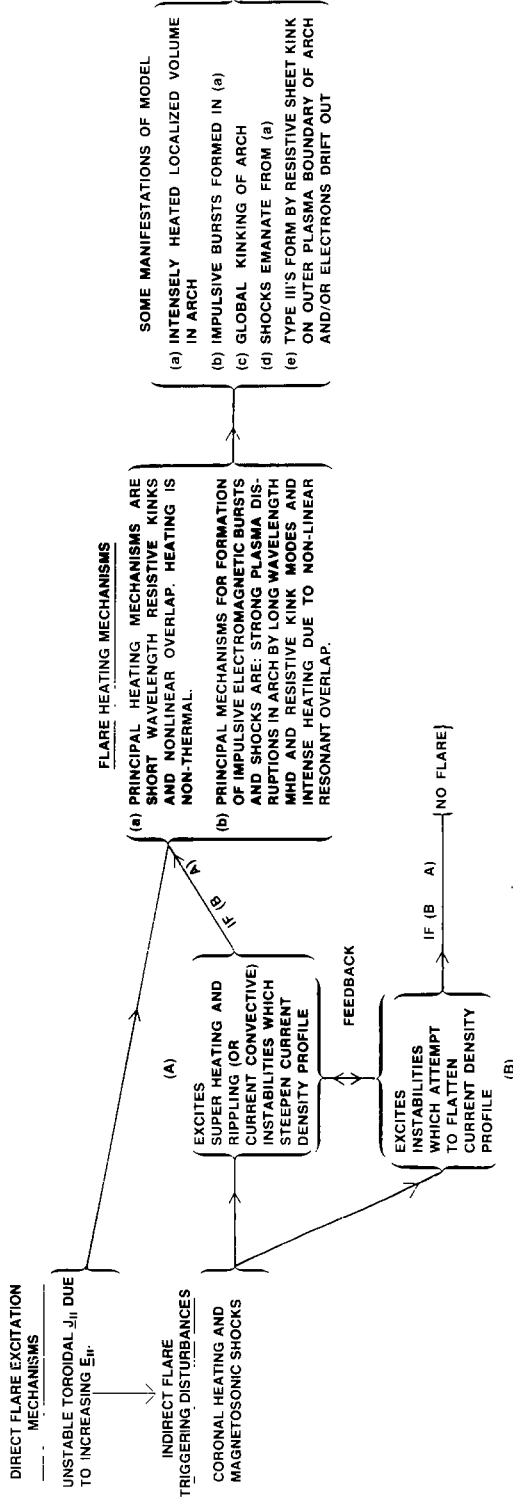 DIRECT FLARE EXCITATION
MECHANISMS
UNSTABLE TOROIDAL J_II DUE
TO INCREASING E_II.
INDIRECT FLARE
TRIGGERING DISTURBANCES
CORONAL HEATING AND
MAGNETOSONIC SHOCKS
(A)
EXCITES
SUPER HEATING AND
RIPPLING (OR
CURRENT CONVECTIVE)
INSTABILITIES WHICH
STEEPEN CURRENT
DENSITY PROFILE
FEEDBACK
EXCITES
INSTABILITIES
WHICH ATTEMPT
TO FLATTEN
CURRENT DENSITY
PROFILE
(B)
IF (B A)
IF (B A)
{NO FLARE}
FLARE HEATING MECHANISMS
(a) PRINCIPAL HEATING MECHANISMS ARE
SHORT WAVELENGTH RESISTIVE KINKS
AND NONLINEAR OVERLAP. HEATING IS
NON-THERMAL.
(b) PRINCIPAL MECHANISMS FOR FORMATION
OF IMPULSIVE ELECTROMAGNETIC BURSTS
AND SHOCKS ARE: STRONG PLASMA DIS-
RUPTIONS IN ARCH BY LONG WAVELENGTH
MHD AND RESISTIVE KINK MODES AND
INTENSE HEATING DUE TO NON-LINEAR
RESONANT OVERLAP.
SOME MANIFESTATIONS OF MODEL
(a) INTENSELY HEATED LOCALIZED VOLUME
IN ARCH
(b) IMPULSIVE BURSTS FORMED IN (a)
(c) GLOBAL KINKING OF ARCH
(d) SHOCKS EMANATE FROM (a)
(e) TYPE III'S FORM BY RESISTIVE SHEET KINK
ON OUTER PLASMA BOUNDARY OF ARCH
AND/OR ELECTRONS DRIFT OUT